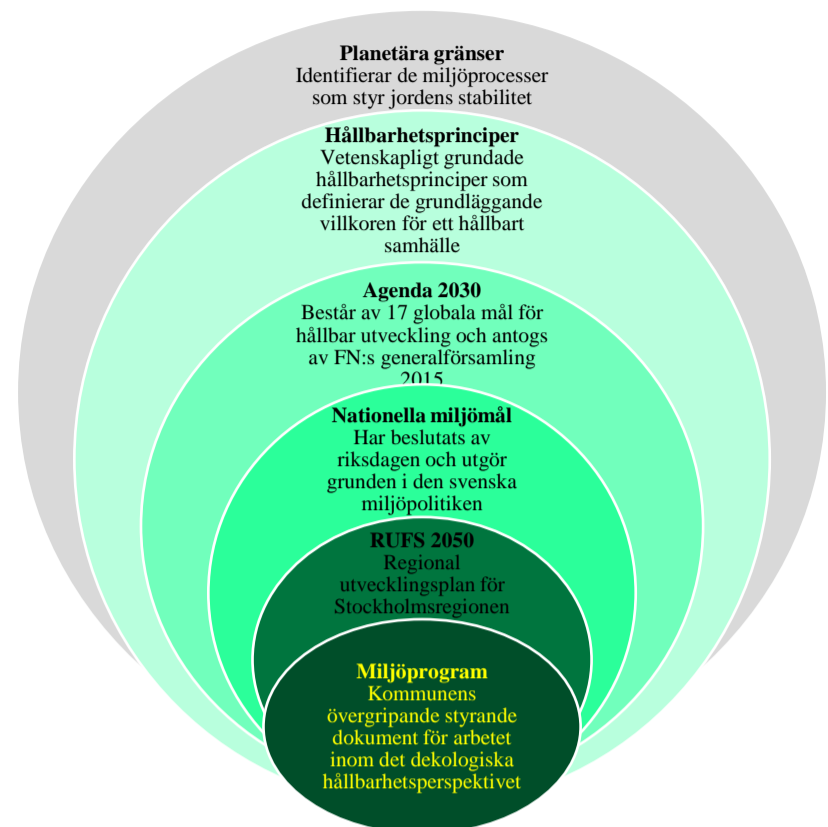 Planetära gränser
Identifierar de miljöprocesser
som styr jordens stabilitet
Hållbarhetsprinciper
Vetenskapligt grundade
hållbarhetsprinciper som
definierar de grundläggande
villkoren för ett hållbart
samhälle
Agenda 2030
Består av 17 globala mål för
hållbar utveckling och antogs
av FN:s generalförsamling
2015
Nationella miljömål
Har beslutats av
riksdagen och utgör
grunden i den svenska
miljöpolitiken
RUFS 2050
Regional
utvecklingsplan för
Stockholmsregionen
Miljöprogram
Kommunens
övergripande styrande
dokument för arbetet
inom det dekologiska
hållbarhetsperspektivet